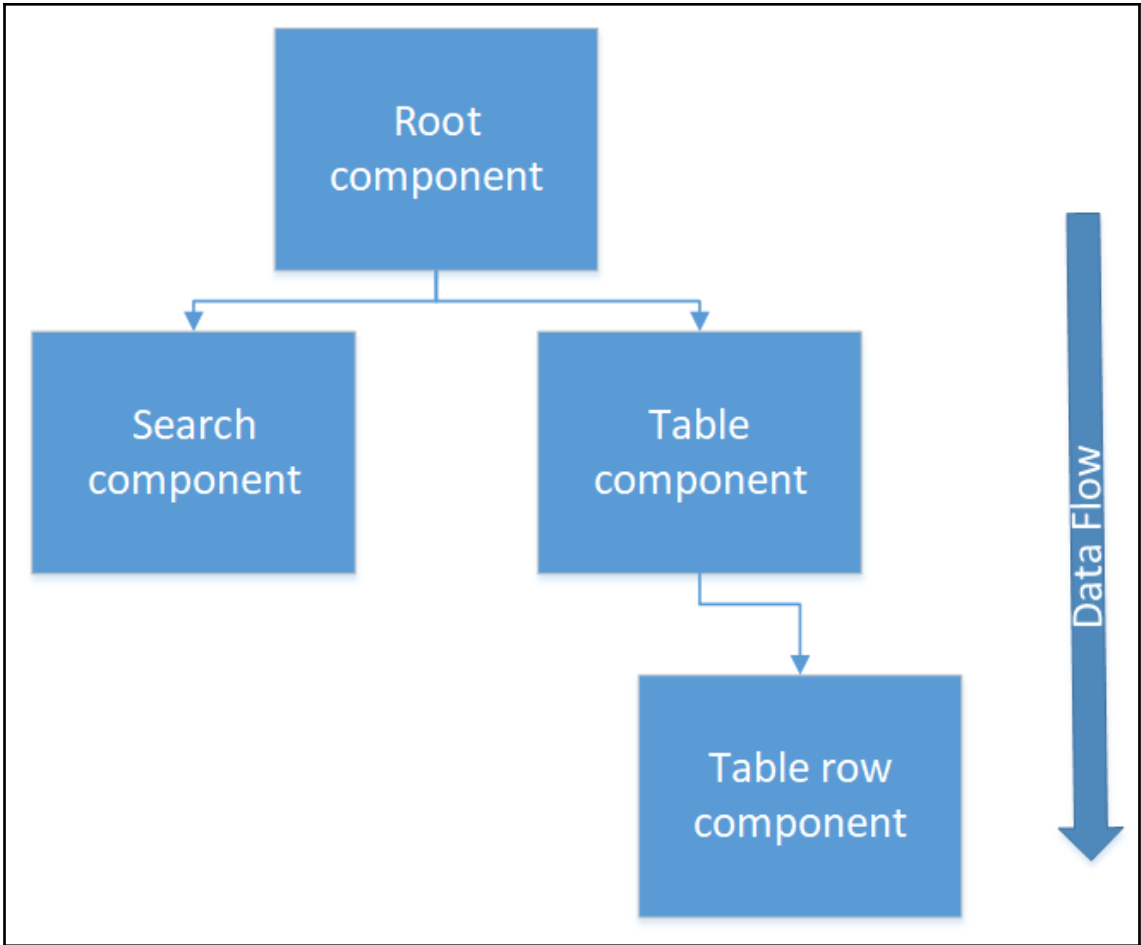 Root
component
Search
component
Table
component
Data Flow
Table row
component